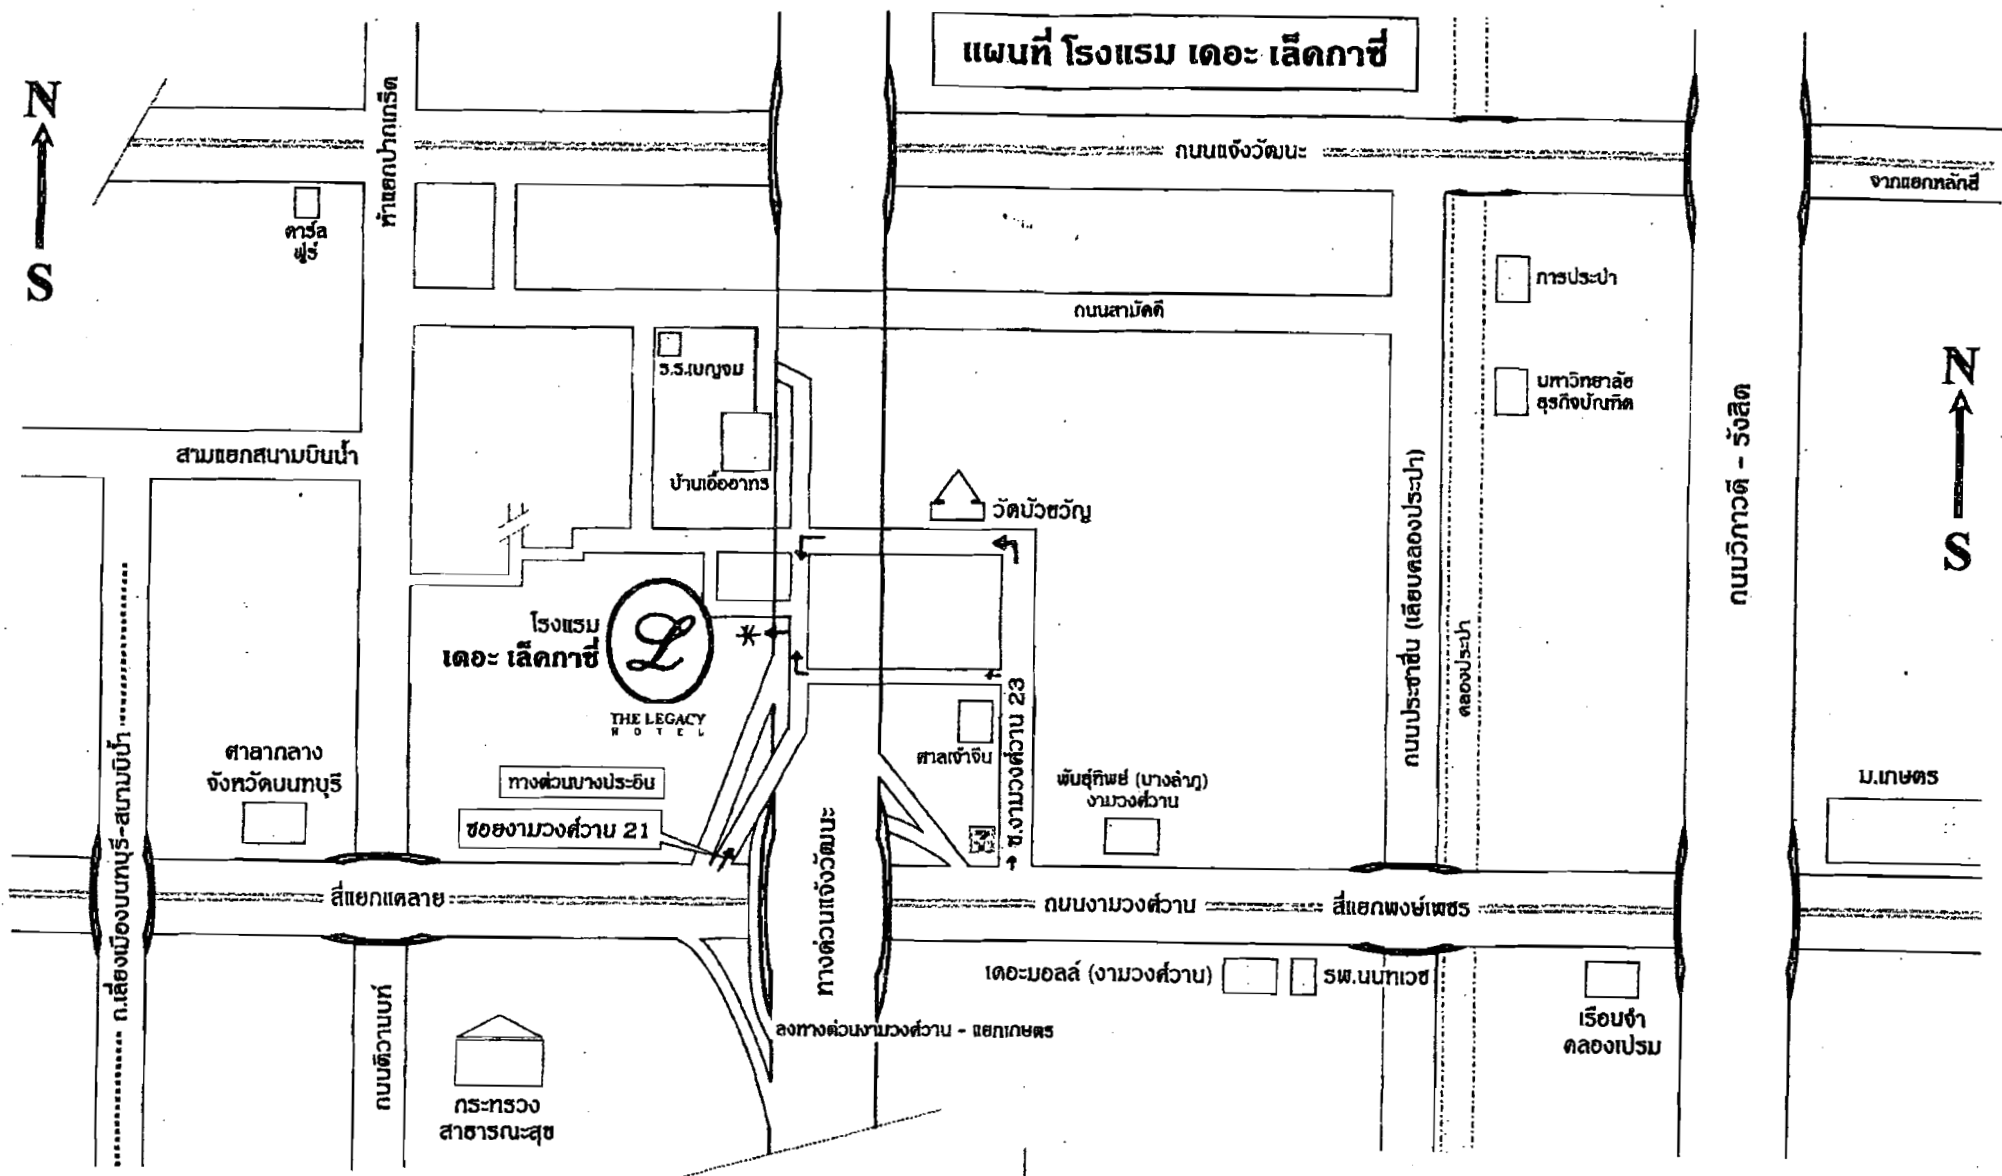 แผนที่ โรงแรม เดอะ เล็คกาซี่
N
S
ห้าแยกปากเกร็ด
ถนนแจ้งวัฒนะ
จากแยกหลักสี่
คาร์ล
ฟูร์
ถนนสามัคคี
การประปา
ร.ร.เบญจม
มหาวิทยาลัย
ธุรกิจบัณฑิต
N
S
ถนนวิภาวดี - รังสิต
สามแยกสนามบินน้ำ
บ้านเอื้ออาทร
วัดบัวขวัญ
ถนนประชาชื่น (เลียบคลองประปา)
คลองประปา
โรงแรม
เดอะ เล็คกาซี่
L
THE LEGACY
HOTEL
ซ.งามวงศ์วาน 23
ศาลเจ้าจีน
ถ.เลี่ยงเมืองนนทบุรี-สนามบินน้ำ
ศาลากลาง
จังหวัดนนทบุรี
ทางด่วนบางปะอิน
ซอยงามวงศ์วาน 21
พันธุ์ทิพย์ (บางลำภู)
งามวงศ์วาน
ม.เกษตร
ทางด่วนแจ้งวัฒนะ
สี่แยกแคลาย
ถนนงามวงศ์วาน
สี่แยกพงษ์เพชร
เดอะมอลล์ (งามวงศ์วาน)
รพ.นนทเวช
ถนนติวานนท์
ลงทางด่วนงามวงศ์วาน - แยกเกษตร
เรือนจำ
คลองเปรม
กระทรวง
สาธารณะสุข